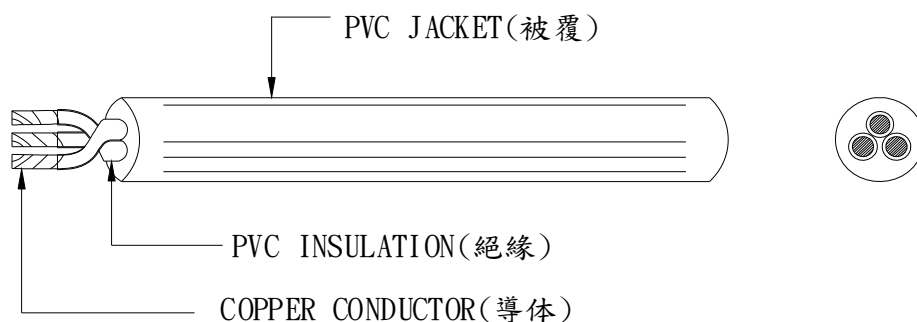 PVC JACKET(被覆)
PVC INSULATION(絕緣)
COPPER CONDUCTOR(導体)